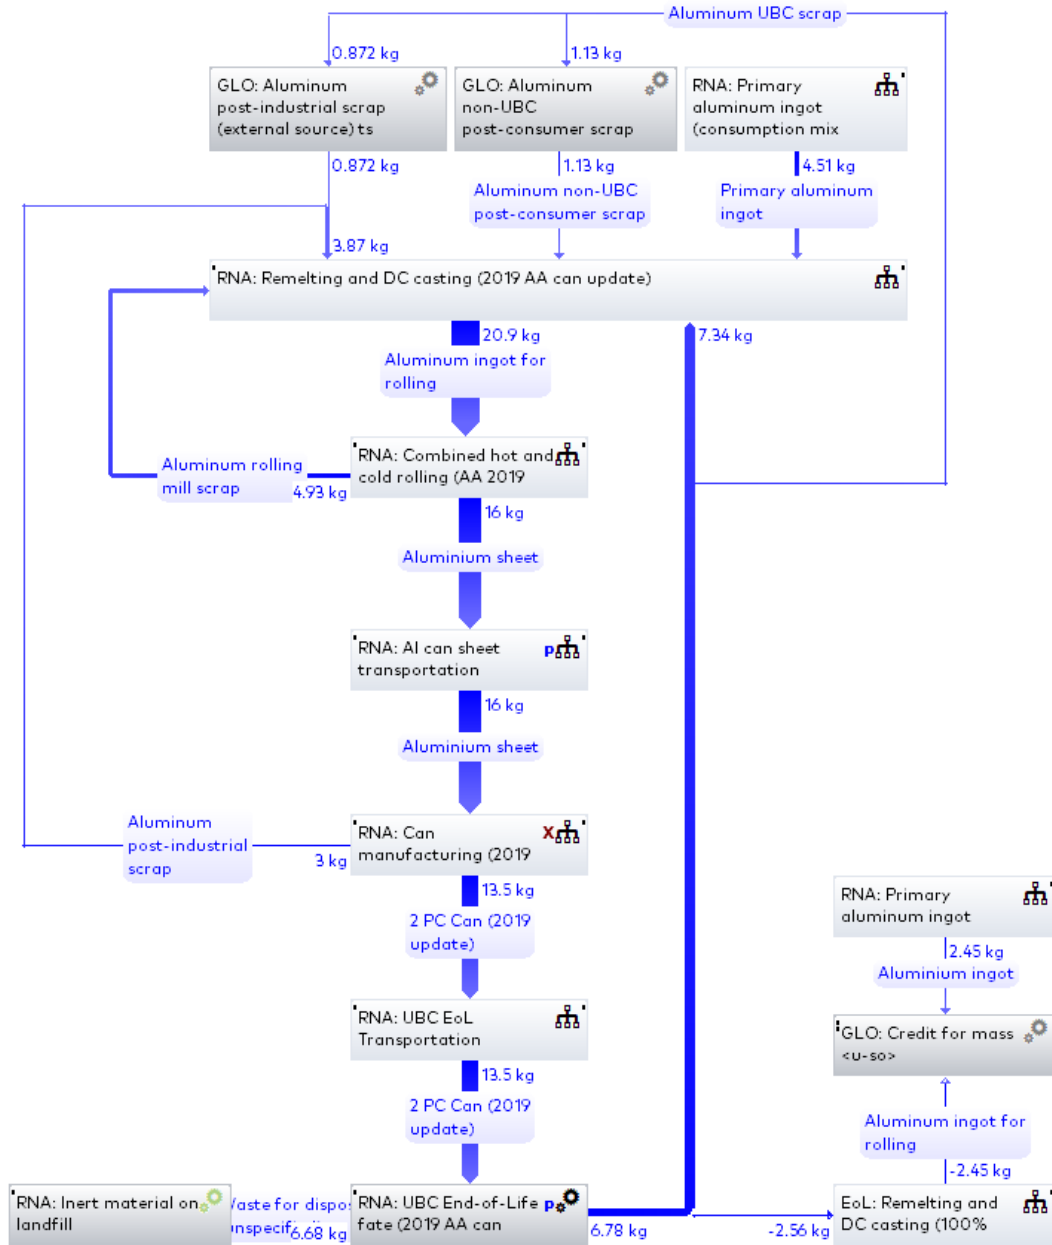 Aluminum UBC scrap
0.872 kg
1.13 kg
GLO: Aluminum
post-industrial scrap
(external source) ts
GLO: Aluminum
non-UBC
post-consumer scrap
RNA: Primary
aluminum ingot
(consumption mix
0.872 kg
1.13 kg
4.51 kg
Aluminum non-UBC
post-consumer scrap
Primary aluminum
ingot
3.87 kg
RNA: Remelting and DC casting (2019 AA can update)
20.9 kg
7.34 kg
Aluminum ingot for
rolling
RNA: Combined hot and
cold rolling (AA 2019
Aluminum rolling
mill scrap
4.93 kg
16 kg
Aluminium sheet
RNA: Al can sheet
transportation
p
16 kg
Aluminium sheet
RNA: Can
manufacturing (2019
X
Aluminum
post-industrial
scrap
3 kg
13.5 kg
2 PC Can (2019
update)
RNA: Primary
aluminum ingot
2.45 kg
Aluminium ingot
RNA: UBC EoL
Transportation
GLO: Credit for mass
<u-so>
13.5 kg
2 PC Can (2019
update)
Aluminum ingot for
rolling
-2.45 kg
RNA: Inert material on
landfill
for
6.68 kg
RNA: UBC End-of-Life
fate (2019 AA can
p
6.78 kg
-2.56 kg
EoL: Remelting and
DC casting (100%